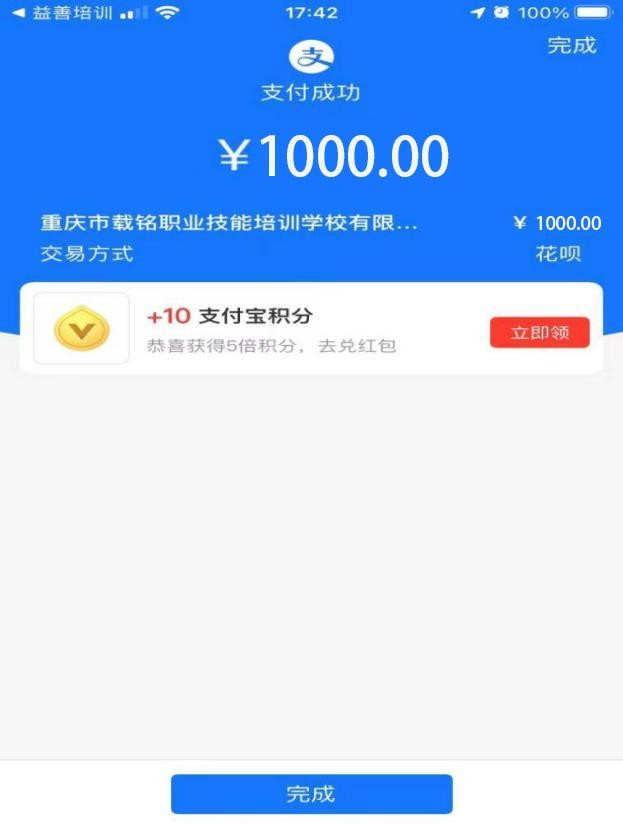 ◀ 益善培训 17:42 100%
完成
支
支付成功
¥1000.00
重庆市载铭职业技能培训学校有限... ¥ 1000.00
交易方式 花呗
+10 支付宝积分
恭喜获得5倍积分，去兑红包
立即领
完成